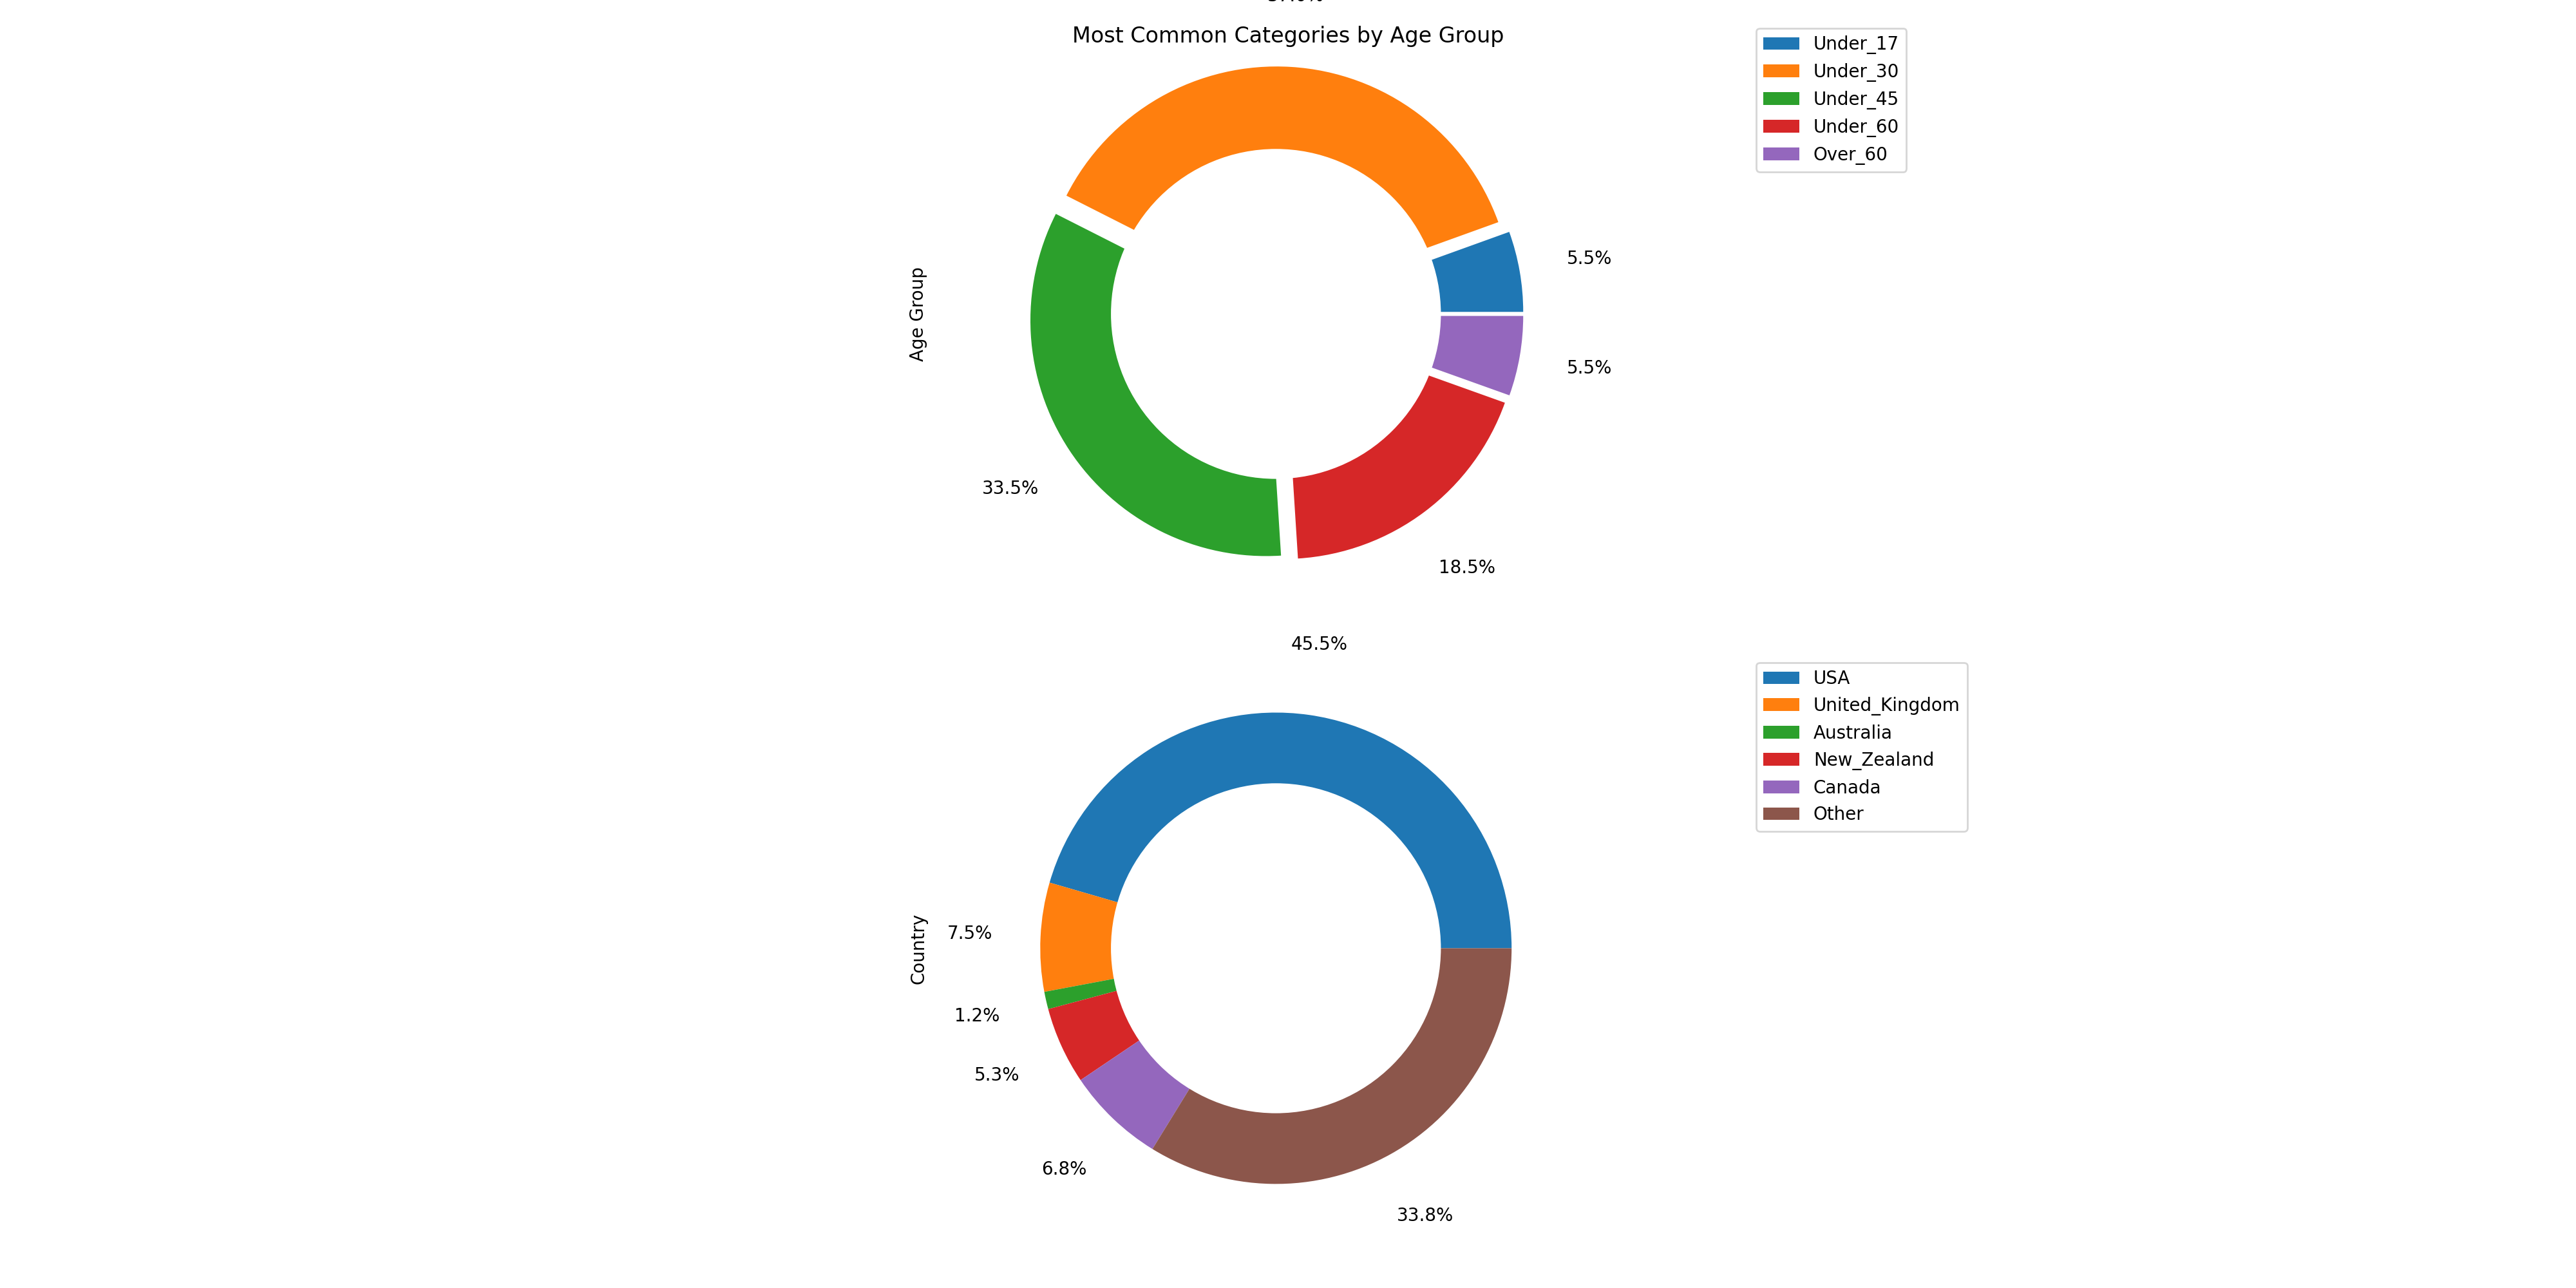 Most Common Categories by Age Group
Under_17
Under_30
Under_45
Under_60
Over_60
5.5%
Age Group
5.5%
33.5%
18.5%
45.5%
USA
United_Kingdom
Australia
New_Zealand
Canada
Other
Country
7.5%
1.2%
5.3%
6.8%
33.8%